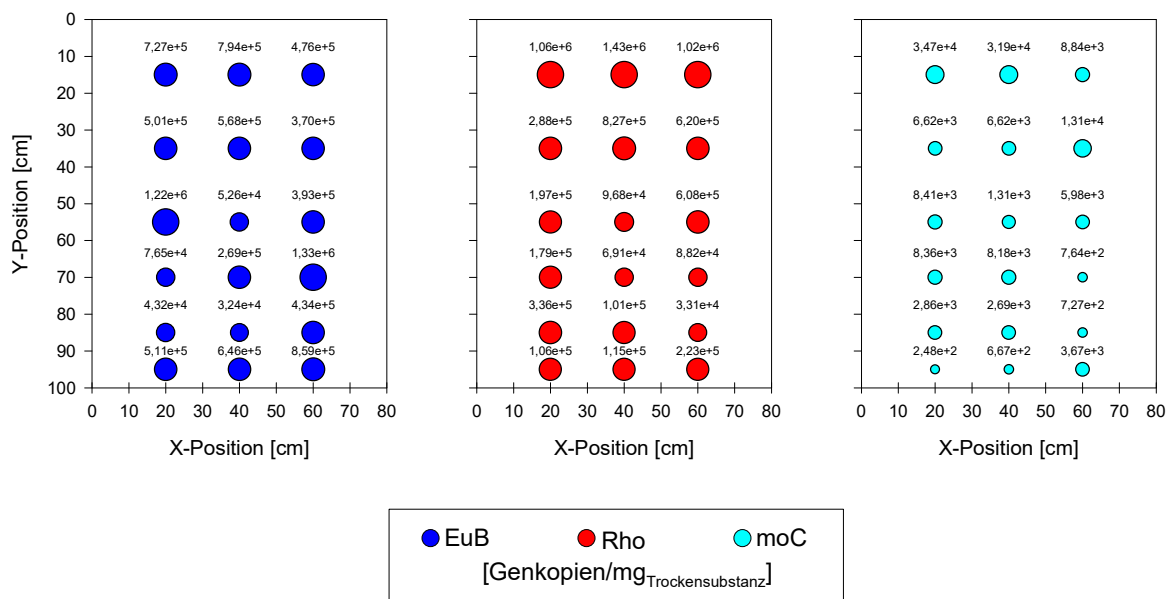 0
7,27e+5 7,94e+5 4,76e+5 1,06e+6 1,43e+6 1,02e+6 3,47e+4 3,19e+4 8,84e+3
10
20
5,01e+5 5,68e+5 3,70e+5 2,88e+5 8,27e+5 6,20e+5 6,62e+3 6,62e+3 1,31e+4
30
40
1,22e+6 5,26e+4 3,93e+5 1,97e+5 9,68e+4 6,08e+5 8,41e+3 1,31e+3 5,98e+3
50
Y-Position [cm]
60
7,65e+4 2,69e+5 1,33e+6 1,79e+5 6,91e+4 8,82e+4 8,36e+3 8,18e+3 7,64e+2
70
4,32e+4 3,24e+4 4,34e+5 3,36e+5 1,01e+5 3,31e+4 2,86e+3 2,69e+3 7,27e+2
80
90
5,11e+5 6,46e+5 8,59e+5 1,06e+5 1,15e+5 2,23e+5 2,48e+2 6,67e+2 3,67e+3
100
0 10 20 30 40 50 60 70 80 0 10 20 30 40 50 60 70 80 0 10 20 30 40 50 60 70 80
X-Position [cm] X-Position [cm] X-Position [cm]
EuB Rho moC
[Genkopien/mgTrockensubstanz]